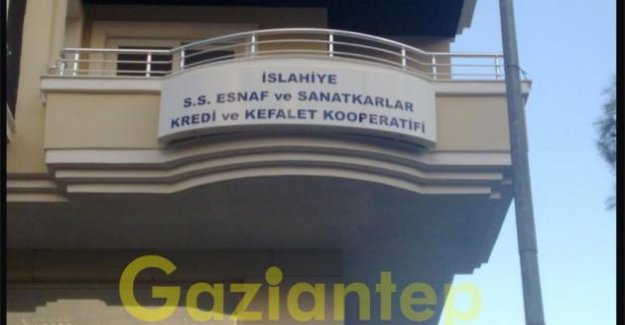 İSLAHİYE
S.S. ESNAF ve SANATKARLAR
KREDİ ve KEFALET KOOPERATİFİ
Gaziantep